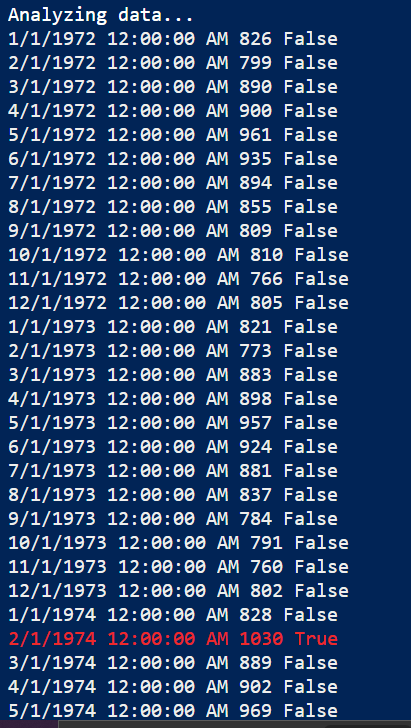 Analyzing data...
1/1/1972 12:00:00 AM 826 False
2/1/1972 12:00:00 AM 799 False
3/1/1972 12:00:00 AM 890 False
4/1/1972 12:00:00 AM 900 False
5/1/1972 12:00:00 AM 961 False
6/1/1972 12:00:00 AM 935 False
7/1/1972 12:00:00 AM 894 False
8/1/1972 12:00:00 AM 855 False
9/1/1972 12:00:00 AM 809 False
10/1/1972 12:00:00 AM 810 False
11/1/1972 12:00:00 AM 766 False
12/1/1972 12:00:00 AM 805 False
1/1/1973 12:00:00 AM 821 False
2/1/1973 12:00:00 AM 773 False
3/1/1973 12:00:00 AM 883 False
4/1/1973 12:00:00 AM 898 False
5/1/1973 12:00:00 AM 957 False
6/1/1973 12:00:00 AM 924 False
7/1/1973 12:00:00 AM 881 False
8/1/1973 12:00:00 AM 837 False
9/1/1973 12:00:00 AM 784 False
10/1/1973 12:00:00 AM 791 False
11/1/1973 12:00:00 AM 760 False
12/1/1973 12:00:00 AM 802 False
1/1/1974 12:00:00 AM 828 False
2/1/1974 12:00:00 AM 1030 True
3/1/1974 12:00:00 AM 889 False
4/1/1974 12:00:00 AM 902 False
5/1/1974 12:00:00 AM 969 False